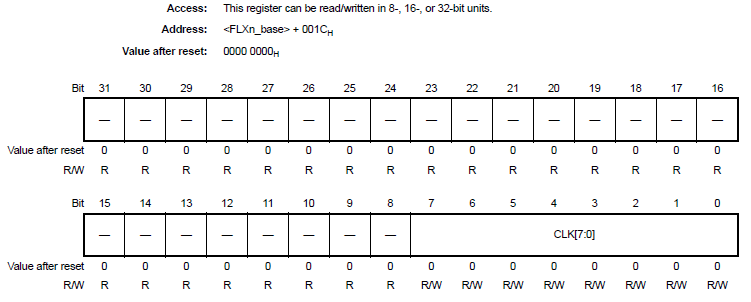 Access: This register can be read/written in 8-, 16-, or 32-bit units.
Address: <FLXn_base> + 001CH
Value after reset: 0000 0000H
Bit 31 30 29 28 27 26 25 24 23 22 21 20 19 18 17 16
— — — — — — — — — — — — — — — —
Value after reset 0 0 0 0 0 0 0 0 0 0 0 0 0 0 0 0
R/W R R R R R R R R R R R R R R R R
Bit 15 14 13 12 11 10 9 8 7 6 5 4 3 2 1 0
— — — — — — — — CLK[7:0]
Value after reset 0 0 0 0 0 0 0 0 0 0 0 0 0 0 0 0
R/W R R R R R R R R R/W R/W R/W R/W R/W R/W R/W R/W